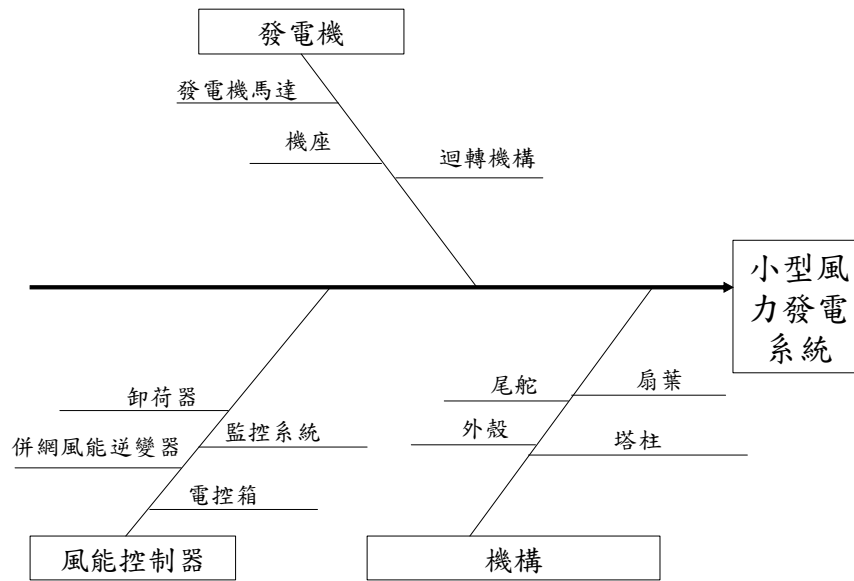 發電機
發電機馬達
機座
迴轉機構
小型風
力發電
系統
卸荷器
監控系統
併網風能逆變器
電控箱
尾舵
扇葉
外殼
塔柱
風能控制器
機構